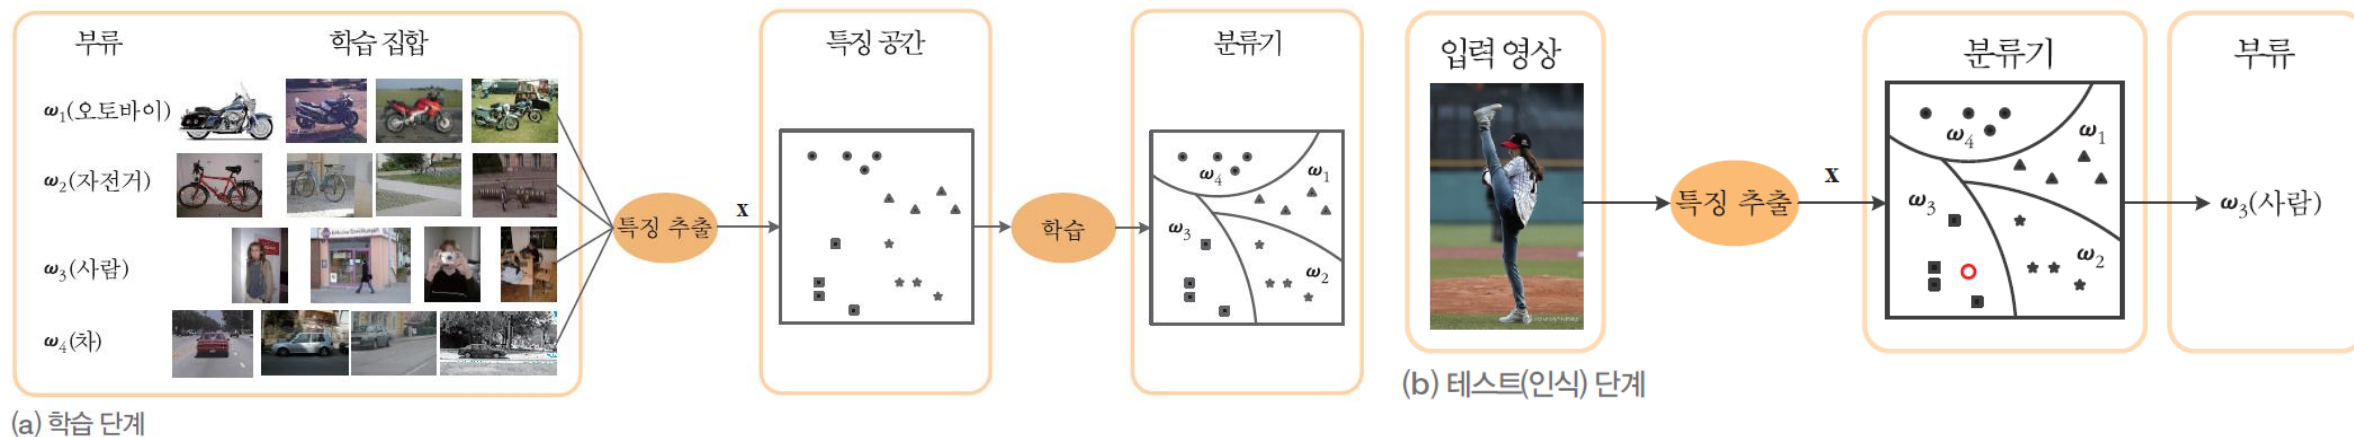 부류
학습 집합
ω1(오토바이)
ω2(자전거)
ω3(사람)
ω4(차)
특징 추출
x
특징 공간
학습
분류기
ω4
ω1
ω3
ω2
(a) 학습 단계
입력 영상
특징 추출
x
분류기
ω4
ω1
ω3
ω2
부류
ω3(사람)
(b) 테스트(인식) 단계